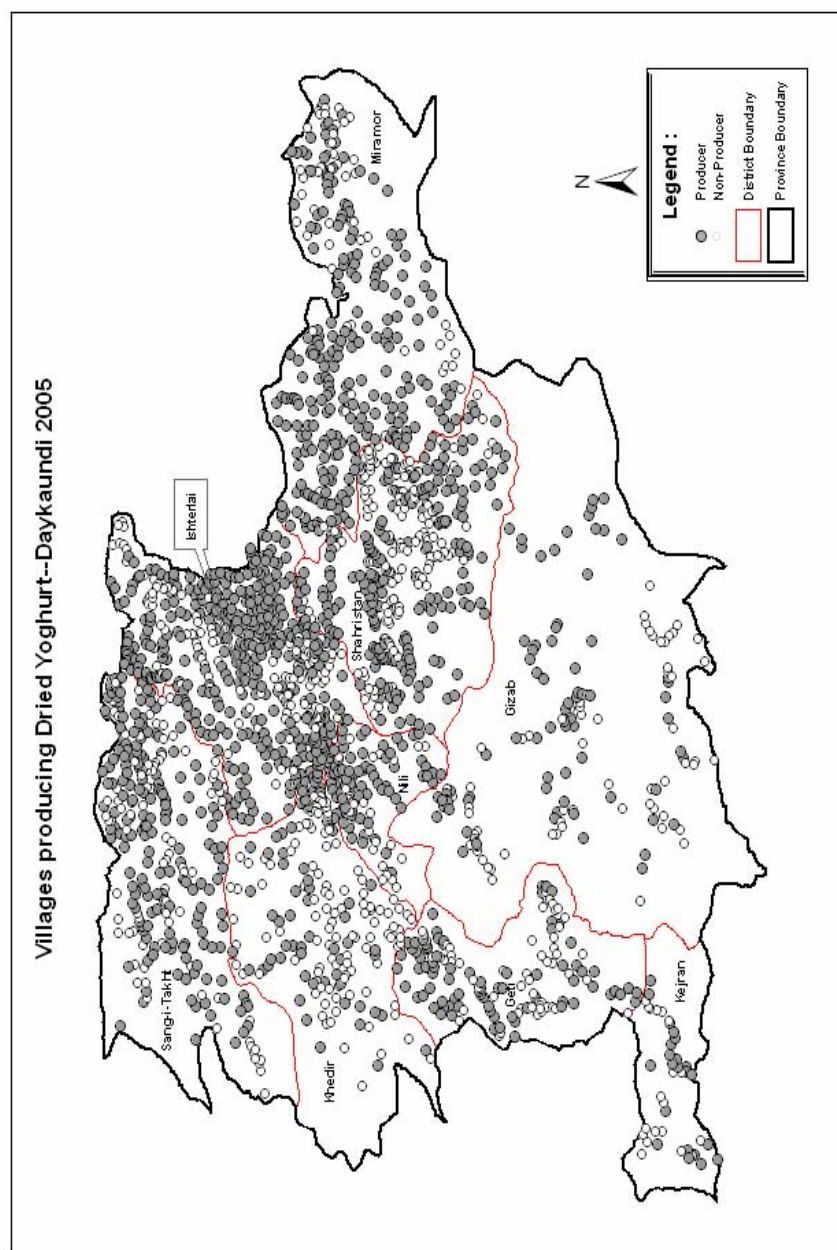 Villages producing Dried Yoghurt--Daykaundi 2005
Miramor
Ishterlai
Shahristan
Sang-i-Takht
Nili
Gizab
Khedir
Geti
Kejran
N
Legend :
Producer
Non-Producer
District Boundary
Province Boundary